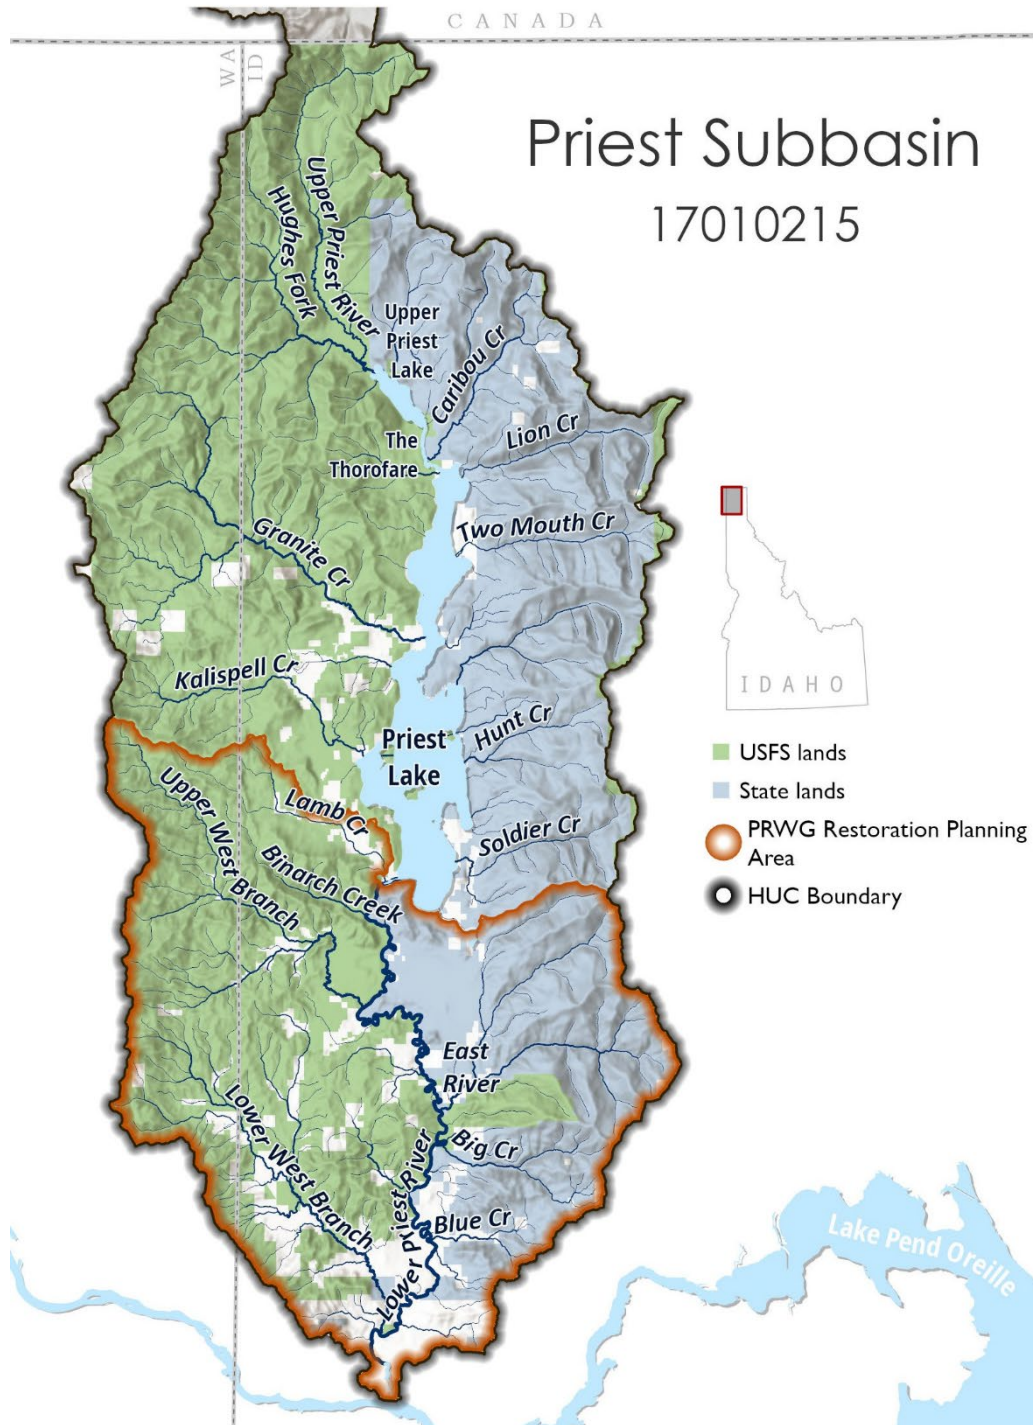 CANADA
WA
ID
Priest Subbasin
17010215
Upper Priest River
Hughes Fork
Upper
Priest
Lake
Caribou Cr
Lion Cr
The
Thorofare
Two Mouth Cr
Granite Cr
Kalispell Cr
Hunt Cr
Priest
Lake
IDAHO
USFS lands
State lands
PRWG Restoration Planning
Area
HUC Boundary
Lamb Cr
Upper West
Branch
Soldier Cr
Binarch Creek
East
River
Lower West Branch
Big Cr
Lower Priest River
Blue Cr
Lake Pend Oreille